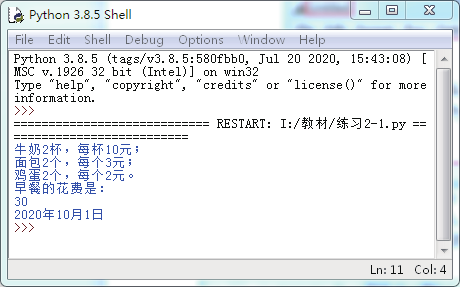 Python 3.8.5 Shell
File Edit Shell Debug Options Window Help
Python 3.8.5 (tags/v3.8.5:580fbb0, Jul 20 2020, 15:43:08) [
MSC v.1926 32 bit (Intel)] on win32
Type "help", "copyright", "credits" or "license()" for more
information.
>>>
============================ RESTART: I:/教材/练习2-1.py ==
=========================
牛奶2杯，每杯10元；
面包2个，每个3元；
鸡蛋2个，每个2元。
早餐的花费是：
30
2020年10月1日
>>>
Ln: 11 Col: 4